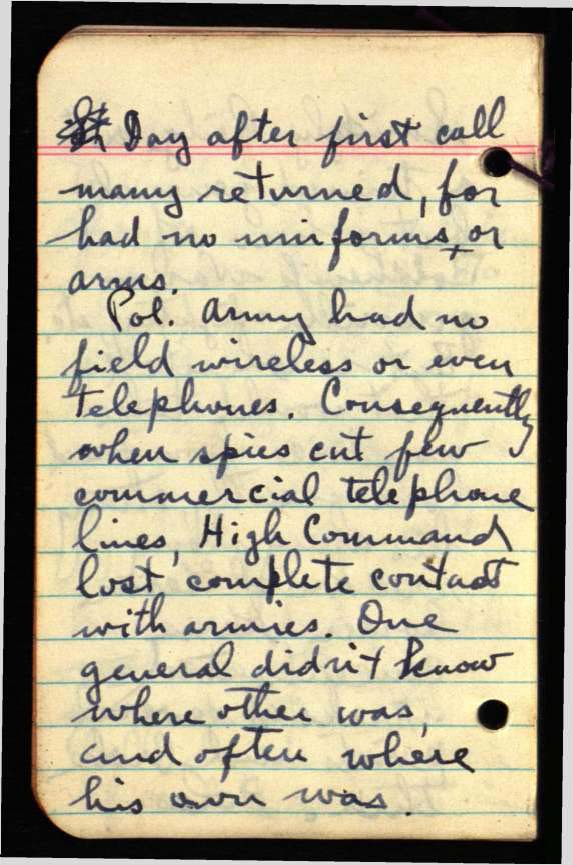 Day after first call
many returned, for
had no uniforms + or
arms.
Pol. Army had no
field wireless or even
telephones. Consequently
when spies cut few
commercial telephone
lines, High Command
lost complete contact
with armies. One
general didn't know
where other was,
and often where
his own was.